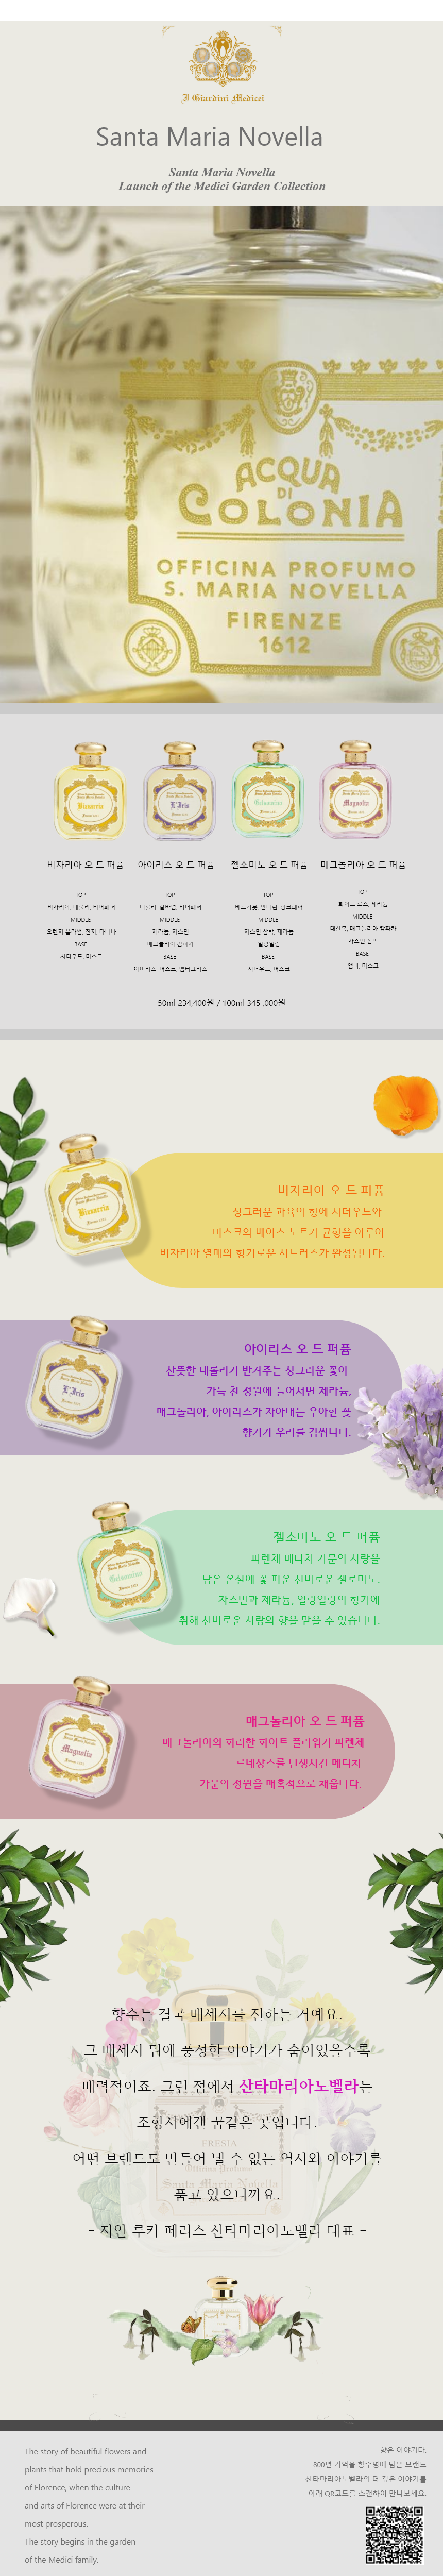 I Giardini Medicei
Santa Maria Novella
Santa Maria Novella
Launch of the Medici Garden Collection
ACQUA
DI
COLONIA
OFFICINA PROFUMO
S. MARIA NOVELLA
FIRENZE
1612
Bizzarria
L'Iris
Gelsomino
Magnolia
비자리아 오 드 퍼퓸
아이리스 오 드 퍼퓸
젤소미노 오 드 퍼퓸
매그놀리아 오 드 퍼퓸
TOP
비자리아, 네롤리, 티머페퍼
MIDDLE
오렌지 블라썸, 진저, 다바나
BASE
시더우드, 머스크
TOP
네롤리, 갈바넘, 티머페퍼
MIDDLE
제라늄, 자스민
매그놀리아 참파카
BASE
아이리스, 머스크, 앰버그리스
TOP
베르가못, 만다린, 핑크페퍼
MIDDLE
자스민 삼박, 제라늄
일랑일랑
BASE
시더우드, 머스크
TOP
화이트 로즈, 제라늄
MIDDLE
태산목, 매그놀리아 참파카
자스민 삼박
BASE
앰버, 머스크
50ml 234,400원 / 100ml 345 ,000원
Bizzarria
비자리아 오 드 퍼퓸
싱그러운 과육의 향에 시더우드와
머스크의 베이스 노트가 균형을 이루어
비자리아 열매의 향기로운 시트러스가 완성됩니다.
L'Iris
아이리스 오 드 퍼퓸
산뜻한 네롤리가 반겨주는 싱그러운 꽃이
가득 찬 정원에 들어서면 제라늄,
매그놀리아, 아이리스가 자아내는 우아한 꽃
향기가 우리를 감쌉니다.
Gelsomino
젤소미노 오 드 퍼퓸
피렌체 메디치 가문의 사랑을
담은 온실에 꽃 피운 신비로운 젤로미노.
자스민과 제라늄, 일랑일랑의 향기에
취해 신비로운 사랑의 향을 맡을 수 있습니다.
Magnolia
매그놀리아 오 드 퍼퓸
매그놀리아의 화려한 화이트 플라워가 피렌체
르네상스를 탄생시킨 메디치
가문의 정원을 매혹적으로 채웁니다.
향수는 결국 메세지를 전하는 거예요.
그 메세지 뒤에 풍성한 이야기가 숨어있을수록
매력적이죠. 그런 점에서 산타마리아노벨라는
조향사에겐 꿈같은 곳입니다.
어떤 브랜드도 만들어 낼 수 없는 역사와 이야기를
품고 있으니까요.
- 지안 루카 페리스 산타마리아노벨라 대표 -
FRESIA
Santa Maria Novella
The story of beautiful flowers and
plants that hold precious memories
of Florence, when the culture
and arts of Florence were at their
most prosperous.
The story begins in the garden
of the Medici family.
향은 이야기다.
800년 기억을 향수병에 담은 브랜드
산타마리아노벨라의 더 깊은 이야기를
아래 QR코드를 스캔하여 만나보세요.